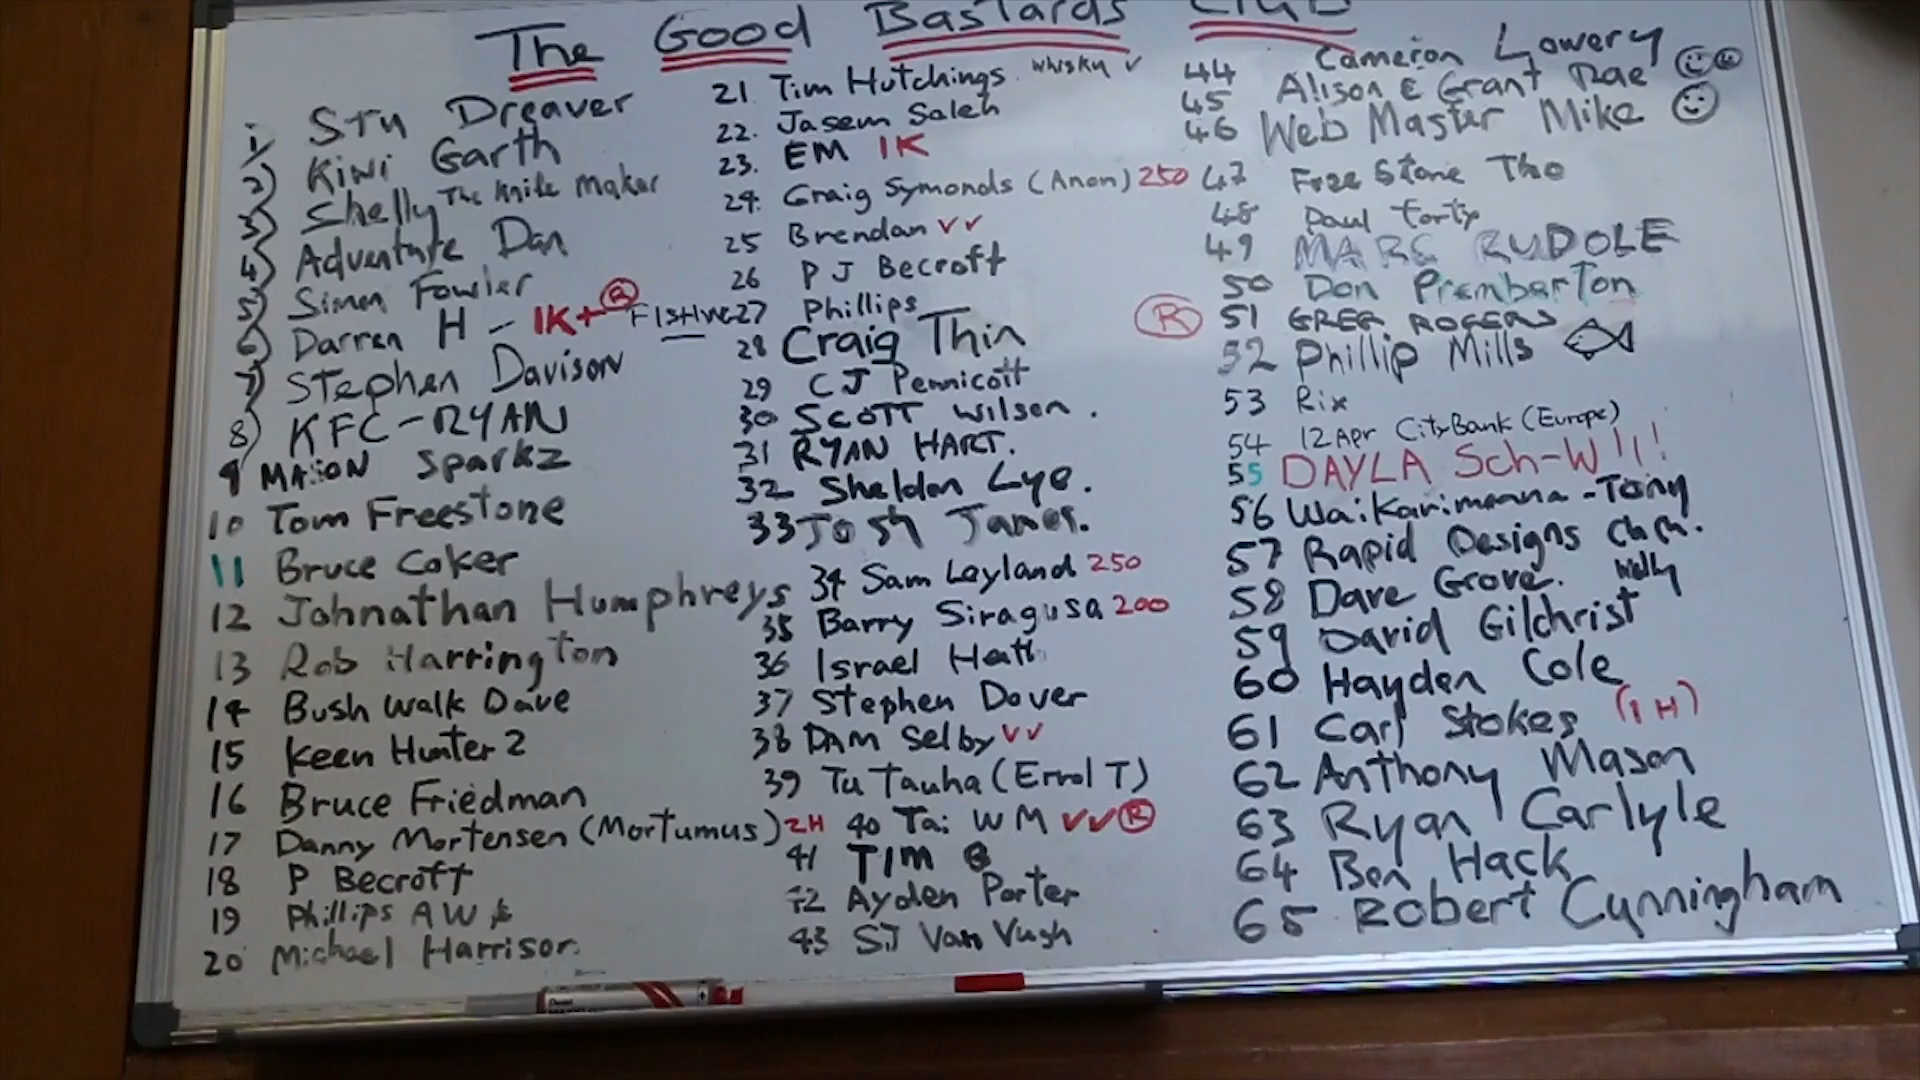 The Good Bastards Club
1) Stu Dreaver
2) Kiwi Garth
3) Shelly The Knife Maker
4) Adventure Dan
5) Simon Fowler
6) Darren H - 1K+ R FISHING
7) Stephen Davison
8) KFC-RYAN
9 MASON Sparkz
10 Tom Freestone
11 Bruce Coker
12 Johnathan Humphreys
13 Rob Harrington
14 Bush Walk Dave
15 Keen Hunter 2
16 Bruce Friedman
17 Danny Mortensen (Mortumus) 2H
18 P Becroft
19 Phillips AW
20 Michael Harrison
21. Tim Hutchings whisky ✓
22. Jasem Saleh
23. EM 1K
24. Craig Symonds (Anon) 250
25 Brendan ✓✓
26 P J Becroft
27 Phillips
28 Craig Thin
29 CJ Pennicott
30 SCOTT Wilson.
31 RYAN HART.
32 Sheldon Lye.
33 Josh James.
34 Sam Leyland 250
35 Barry Siragusa 200
36 Israel
37 Stephen Dover
38 DAM Selby ✓✓
39 Tu Tauha (Errol T)
40 Tai WM ✓✓ R
41 TIM B
42 Ayden Porter
43 SJ Van Vugh
44 Cameron Lowery
45 Alison & Grant Rae
46 Web Master Mike
47 Free Stone Tho
48 Paul Forty
49 MARC RUDOLE
50 Don Prembarton
R 51 GREG ROGERS
52 Phillip Mills
53 Rix
54 12 Apr CityBank (Europe)
55 DAYLA Sch-W!!!
56 Waikarimoana - Tony
57 Rapid Designs ChCh.
58 Dave Grove. Welly
59 David Gilchrist
60 Hayden Cole
61 Carl Stokes (1H)
62 Anthony Mason
63 Ryan Carlyle
64 Ben Hack
65 Robert Cunningham